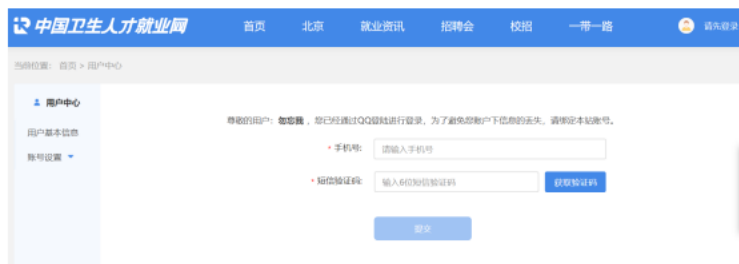 中国卫生人才就业网 首页 北京 就业资讯 招聘会 校招 一带一路 请先登录
当前位置： 首页 > 用户中心
用户中心
尊敬的用户：勿忘我，您已经通过QQ登陆进行登录，为了避免您账户下信息的丢失，请绑定本站账号。
用户基本信息
* 手机号: 请输入手机号
账号设置
* 短信验证码: 输入6位短信验证码 获取验证码
提交